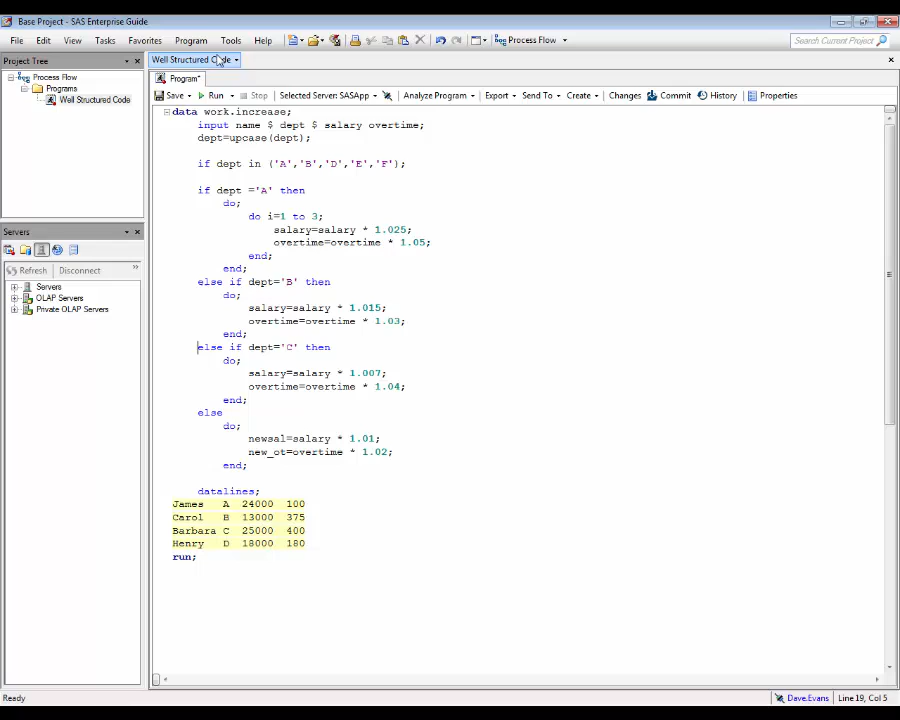 Base Project - SAS Enterprise Guide
File Edit View Tasks Favorites Program Tools Help Process Flow Search Current Project
Project Tree
Process Flow
Programs
Well Structured Code
Servers
Refresh Disconnect »
Servers
OLAP Servers
Private OLAP Servers
Well Structured Code
Program*
Save Run Stop Selected Server: SASApp Analyze Program Export Send To Create Changes Commit History Properties
data work.increase;
input name $ dept $ salary overtime;
dept=upcase(dept);
if dept in ('A','B','D','E','F');
if dept ='A' then
do;
do i=1 to 3;
salary=salary * 1.025;
overtime=overtime * 1.05;
end;
end;
else if dept='B' then
do;
salary=salary * 1.015;
overtime=overtime * 1.03;
end;
else if dept='C' then
do;
salary=salary * 1.007;
overtime=overtime * 1.04;
end;
else
do;
newsal=salary * 1.01;
new_ot=overtime * 1.02;
end;
datalines;
James A 24000 100
Carol B 13000 375
Barbara C 25000 400
Henry D 18000 180
run;
Ready Dave.Evans Line 19, Col 5